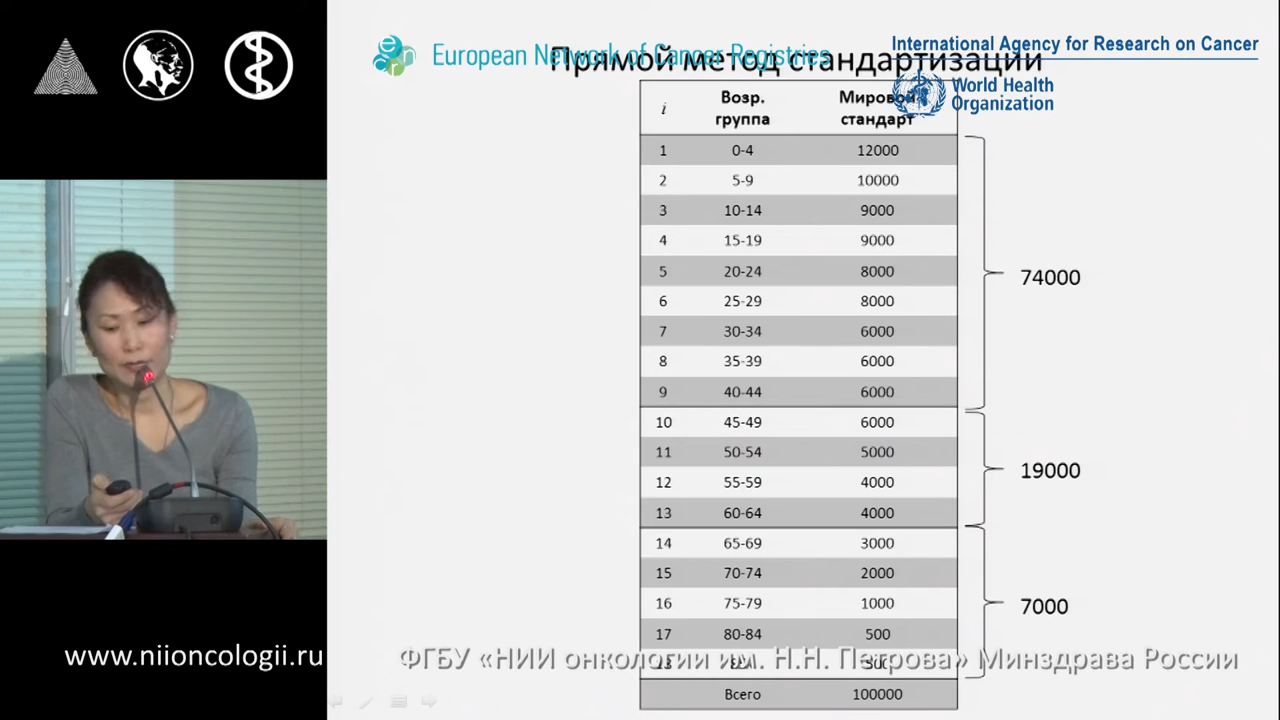 European Network of Cancer Registries
International Agency for Research on Cancer
World Health
Organization
Прямой метод стандартизации
i Возр. группа Мировой стандарт
1 0-4 12000
2 5-9 10000
3 10-14 9000
4 15-19 9000
5 20-24 8000
6 25-29 8000
7 30-34 6000
8 35-39 6000
9 40-44 6000
74000
10 45-49 6000
11 50-54 5000
12 55-59 4000
13 60-64 4000
19000
14 65-69 3000
15 70-74 2000
16 75-79 1000
17 80-84 500
7000
Всего 100000
www.niioncologii.ru
ФГБУ «НИИ онкологии им. Н.Н. Петрова» Минздрава России